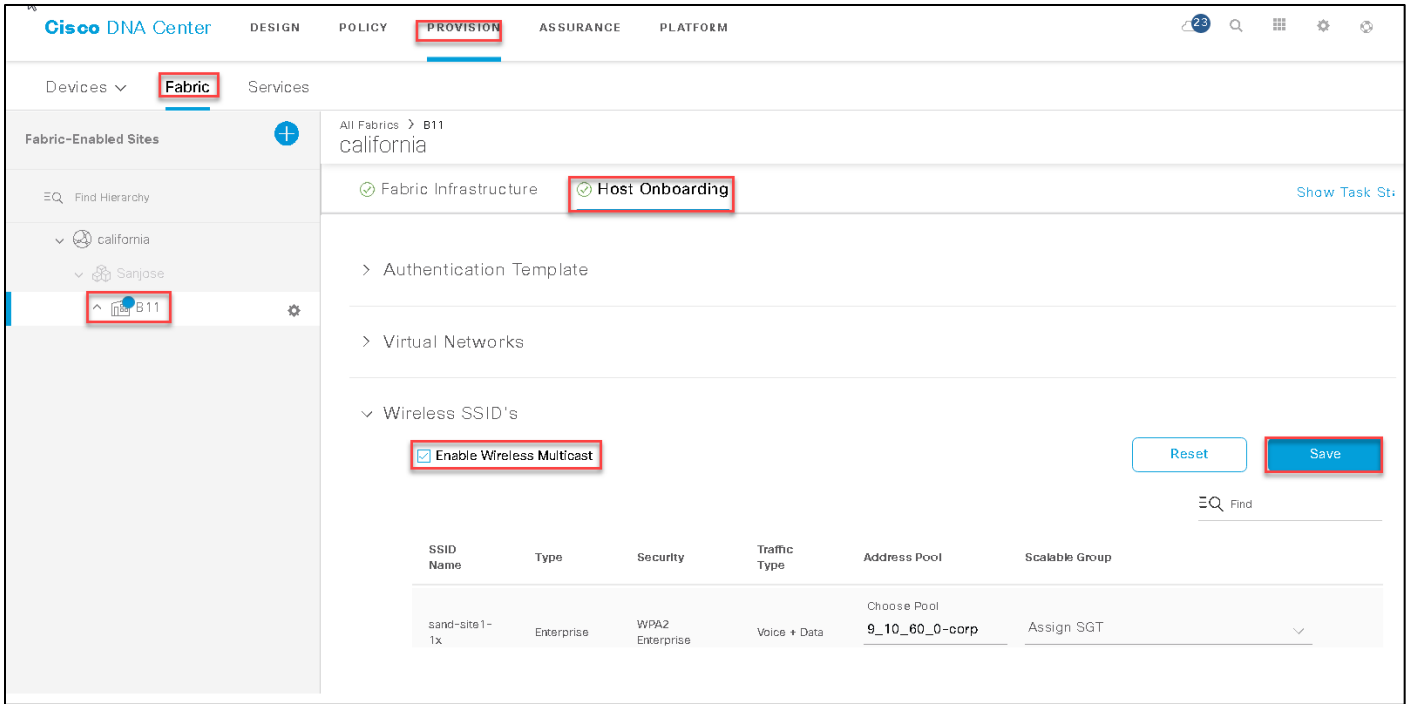 Cisco DNA Center DESIGN POLICY PROVISION ASSURANCE PLATFORM 23
Devices Fabric Services
Fabric-Enabled Sites
Find Hierarchy
california
Sanjose
B11
All Fabrics > B11
california
Fabric Infrastructure Host Onboarding Show Task Sta
> Authentication Template
> Virtual Networks
Wireless SSID's
Enable Wireless Multicast Reset Save
Find
SSID Name Type Security Traffic Type Address Pool Scalable Group
Choose Pool
sand-site1-1x Enterprise WPA2 Enterprise Voice + Data 9_10_60_0-corp Assign SGT